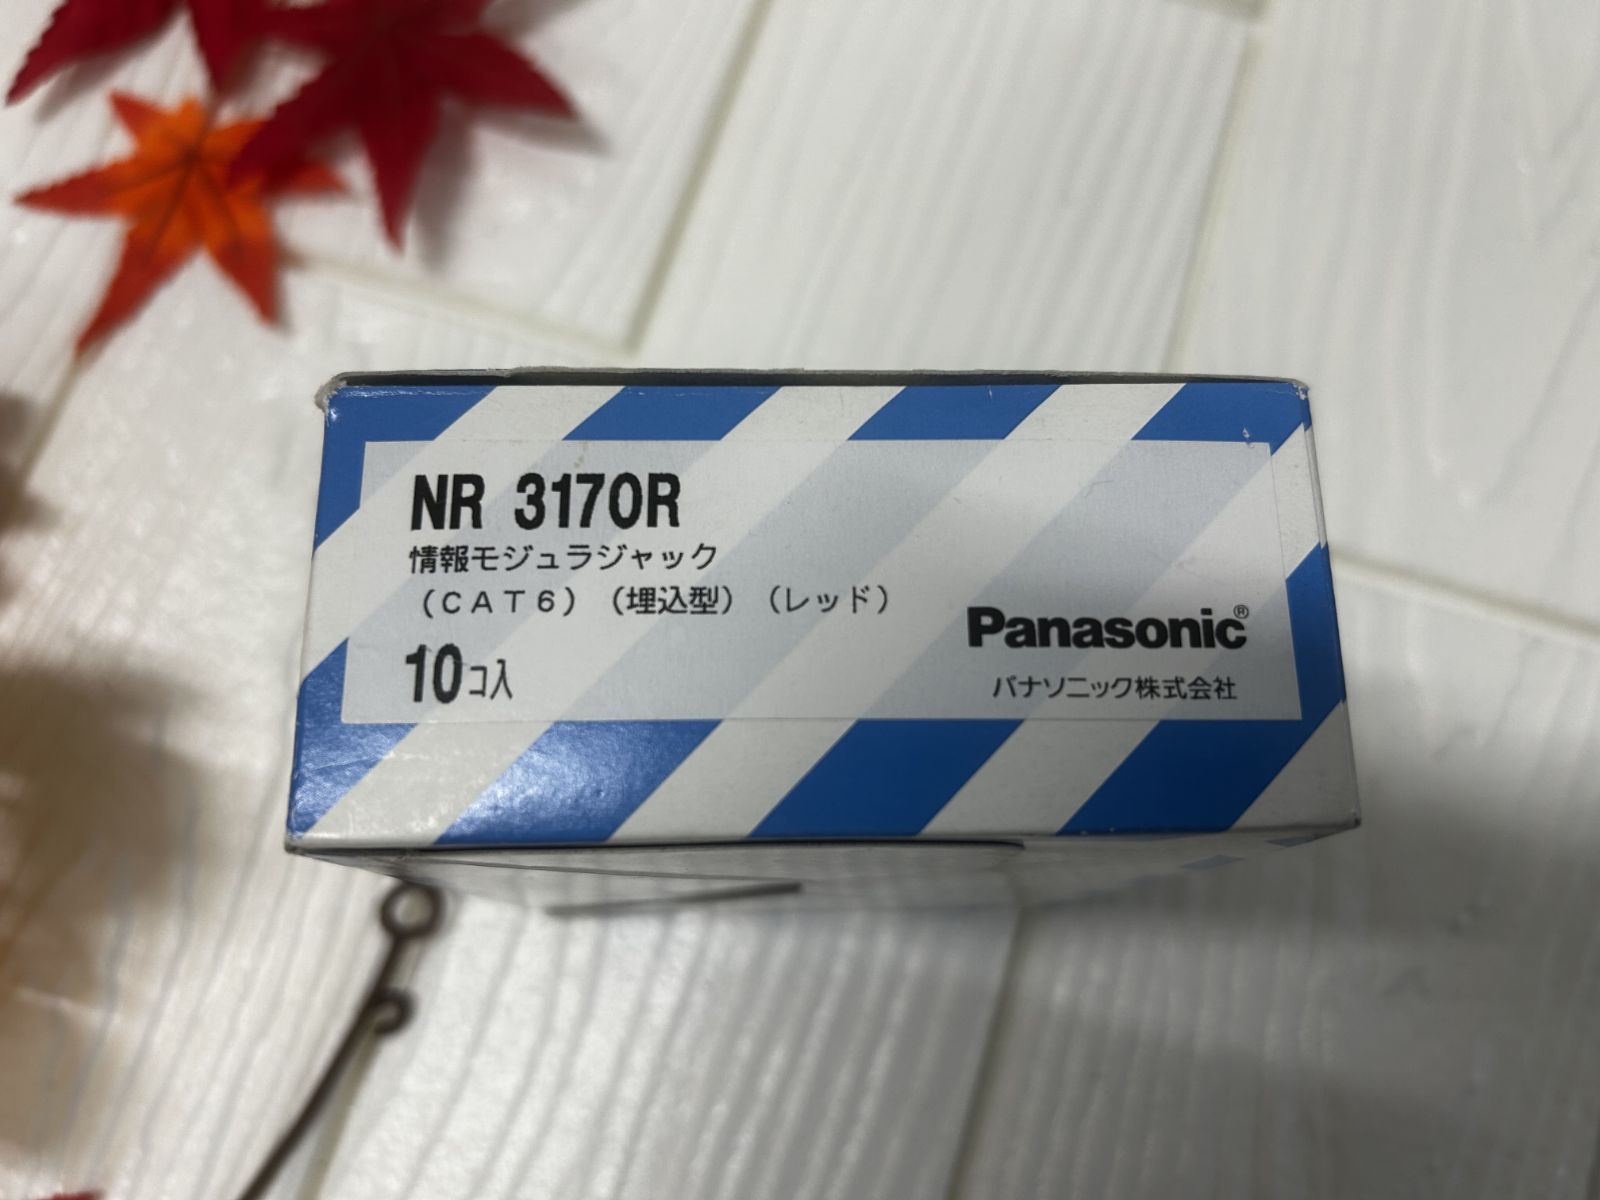 NR 3170R
情報モジュラジャック
（CAT6）（埋込型）（レッド）
10コ入
Panasonic®
パナソニック株式会社